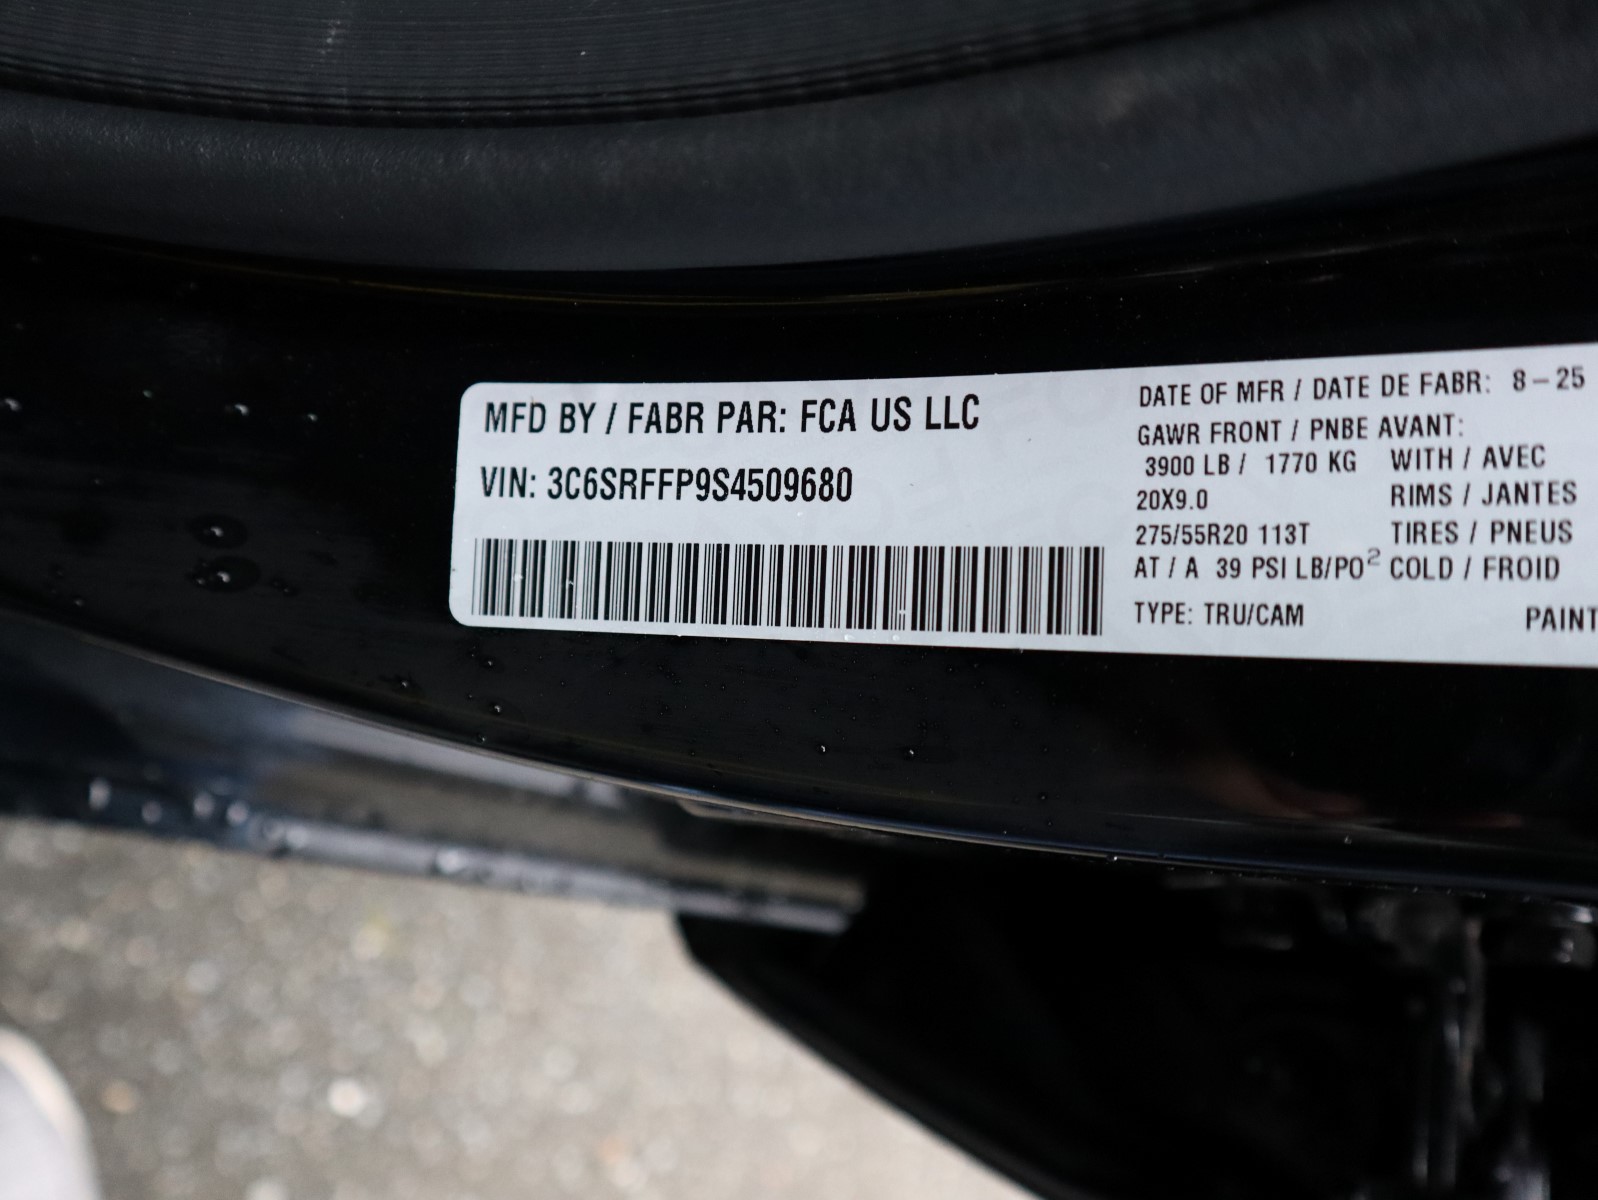 MFD BY / FABR PAR: FCA US LLC
VIN: 3C6SRFFP9S4509680
DATE OF MFR / DATE DE FABR: 8-25
GAWR FRONT / PNBE AVANT:
3900 LB / 1770 KG WITH / AVEC
20X9.0 RIMS / JANTES
275/55R20 113T TIRES / PNEUS
AT / A 39 PSI LB/PO² COLD / FROID
TYPE: TRU/CAM PAINT